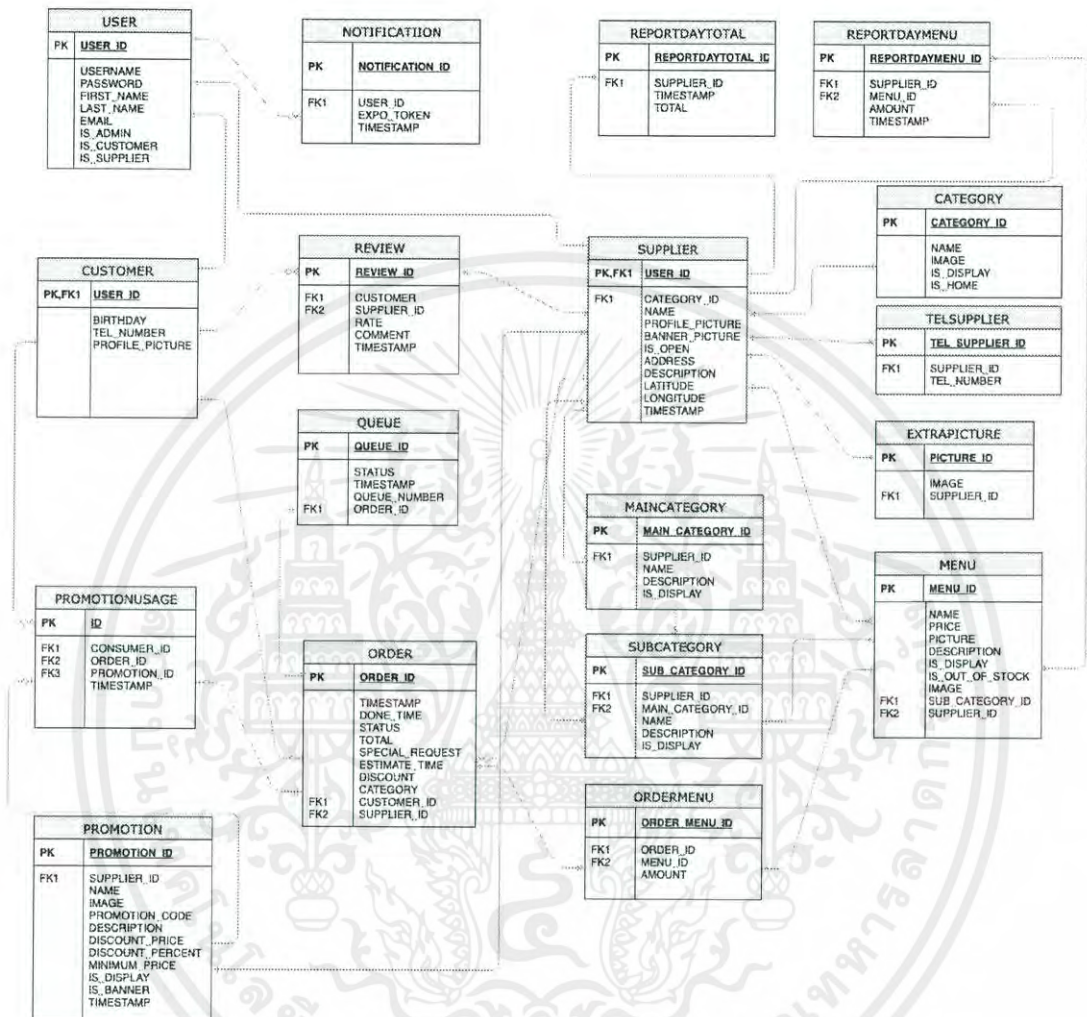 USER
PK USER_ID
USERNAME
PASSWORD
FIRST_NAME
LAST_NAME
EMAIL
IS_ADMIN
IS_CUSTOMER
IS_SUPPLIER
NOTIFICATIION
PK NOTIFICATION_ID
FK1 USER_ID
EXPO_TOKEN
TIMESTAMP
REPORTDAYTOTAL
PK REPORTDAYTOTAL_ID
FK1 SUPPLIER_ID
TIMESTAMP
TOTAL
REPORTDAYMENU
PK REPORTDAYMENU_ID
FK1 SUPPLIER_ID
FK2 MENU_ID
AMOUNT
TIMESTAMP
CATEGORY
PK CATEGORY_ID
NAME
IMAGE
IS_DISPLAY
IS_HOME
CUSTOMER
PK,FK1 USER_ID
BIRTHDAY
TEL_NUMBER
PROFILE_PICTURE
REVIEW
PK REVIEW_ID
FK1 CUSTOMER
FK2 SUPPLIER_ID
RATE
COMMENT
TIMESTAMP
SUPPLIER
PK,FK1 USER_ID
FK1 CATEGORY_ID
NAME
PROFILE_PICTURE
BANNER_PICTURE
IS_OPEN
ADDRESS
DESCRIPTION
LATITUDE
LONGITUDE
TIMESTAMP
TELSUPPLIER
PK TEL_SUPPLIER_ID
FK1 SUPPLIER_ID
TEL_NUMBER
QUEUE
PK QUEUE_ID
STATUS
TIMESTAMP
QUEUE_NUMBER
FK1 ORDER_ID
EXTRAPICTURE
PK PICTURE_ID
IMAGE
FK1 SUPPLIER_ID
MAINCATEGORY
PK MAIN_CATEGORY_ID
FK1 SUPPLIER_ID
NAME
DESCRIPTION
IS_DISPLAY
MENU
PK MENU_ID
NAME
PRICE
PICTURE
DESCRIPTION
IS_DISPLAY
IS_OUT_OF_STOCK
IMAGE
FK1 SUB_CATEGORY_ID
FK2 SUPPLIER_ID
PROMOTIONUSAGE
PK ID
FK1 CONSUMER_ID
FK2 ORDER_ID
FK3 PROMOTION_ID
TIMESTAMP
ORDER
PK ORDER_ID
TIMESTAMP
DONE_TIME
STATUS
TOTAL
SPECIAL_REQUEST
ESTIMATE_TIME
DISCOUNT
CATEGORY
FK1 CUSTOMER_ID
FK2 SUPPLIER_ID
SUBCATEGORY
PK SUB_CATEGORY_ID
FK1 SUPPLIER_ID
FK2 MAIN_CATEGORY_ID
NAME
DESCRIPTION
IS_DISPLAY
ORDERMENU
PK ORDER_MENU_ID
FK1 ORDER_ID
FK2 MENU_ID
AMOUNT
PROMOTION
PK PROMOTION_ID
FK1 SUPPLIER_ID
NAME
IMAGE
PROMOTION_CODE
DESCRIPTION
DISCOUNT_PRICE
DISCOUNT_PERCENT
MINIMUM_PRICE
IS_DISPLAY
IS_BANNER
TIMESTAMP